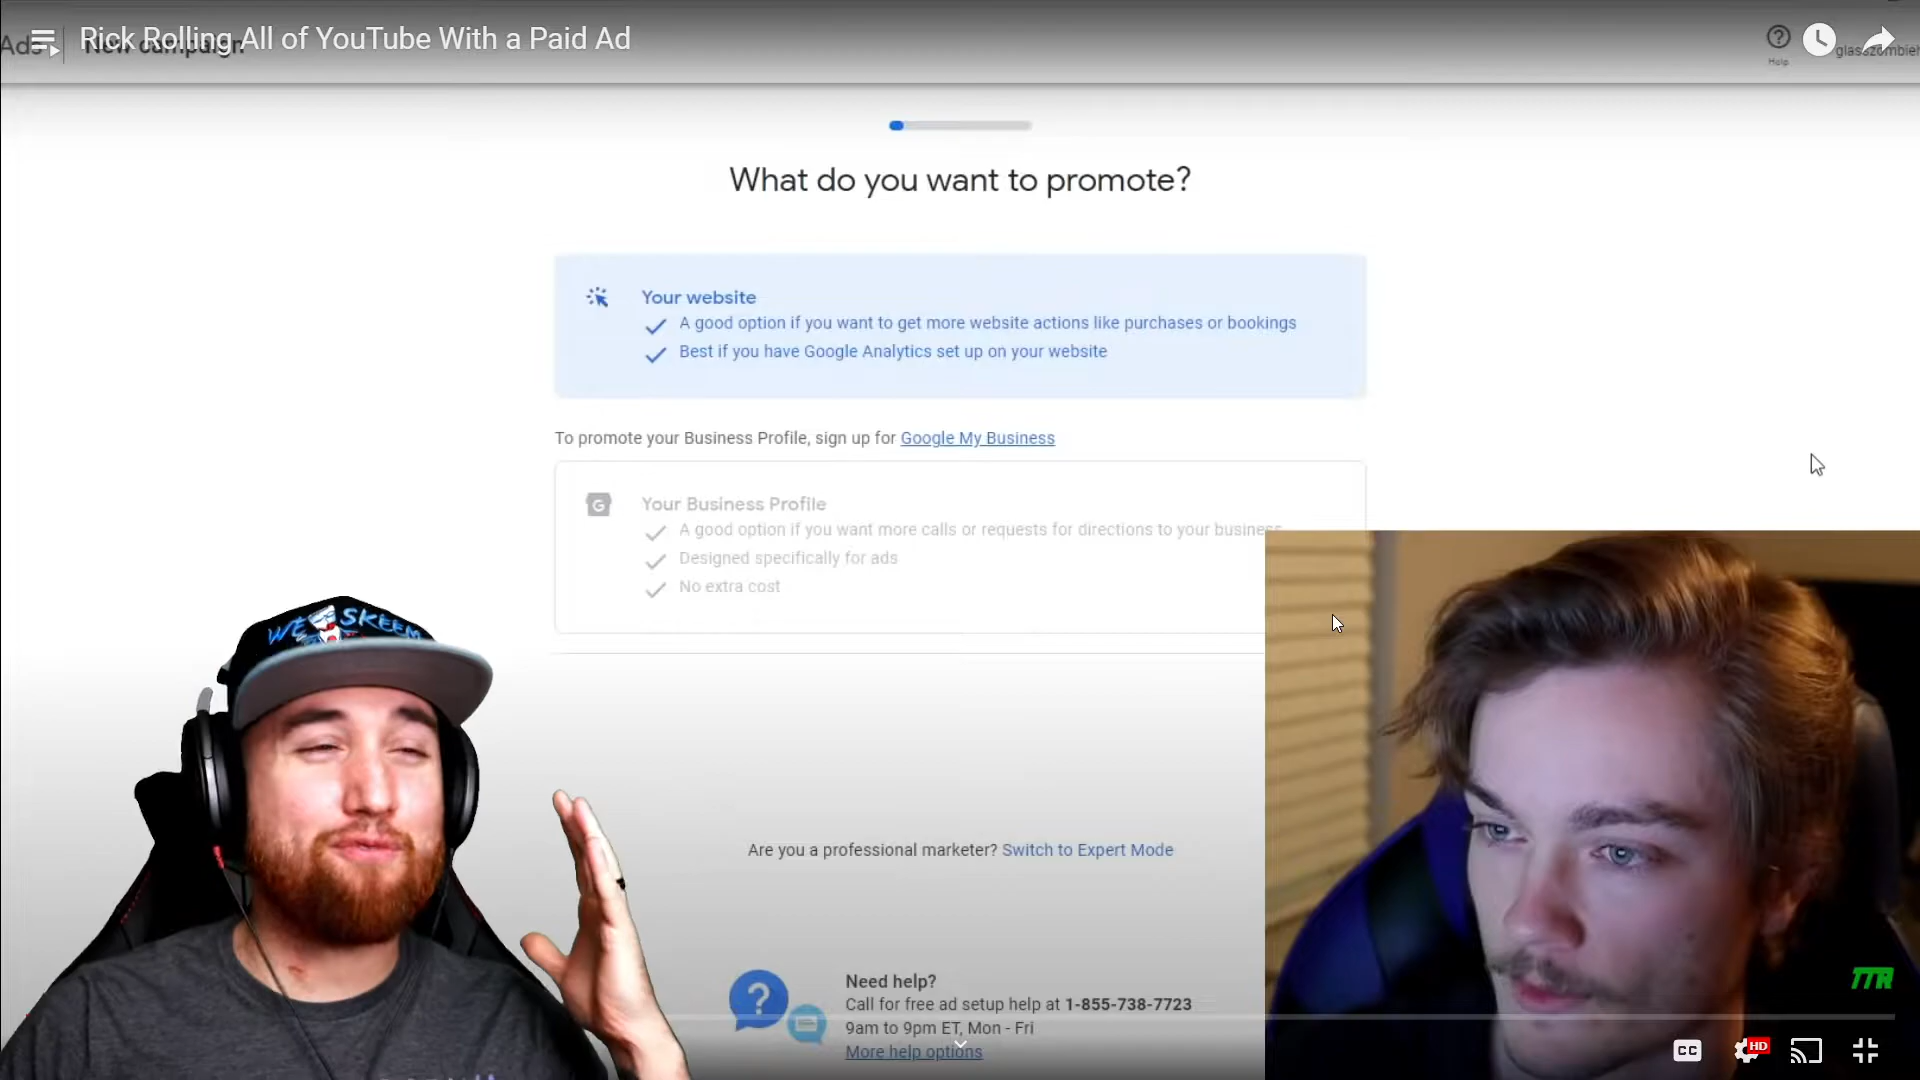 Rick Rolling All of YouTube With a Paid Ad
Ads
New campaign
Help
What do you want to promote?
Your website
A good option if you want to get more website actions like purchases or bookings
Best if you have Google Analytics set up on your website
To promote your Business Profile, sign up for Google My Business
G
Your Business Profile
A good option if you want more calls or requests for directions to your business
Designed specifically for ads
No extra cost
WE SKEEM
Are you a professional marketer? Switch to Expert Mode
Need help?
Call for free ad setup help at 1-855-738-7723
9am to 9pm ET, Mon - Fri
More help options
TTR
CC
HD